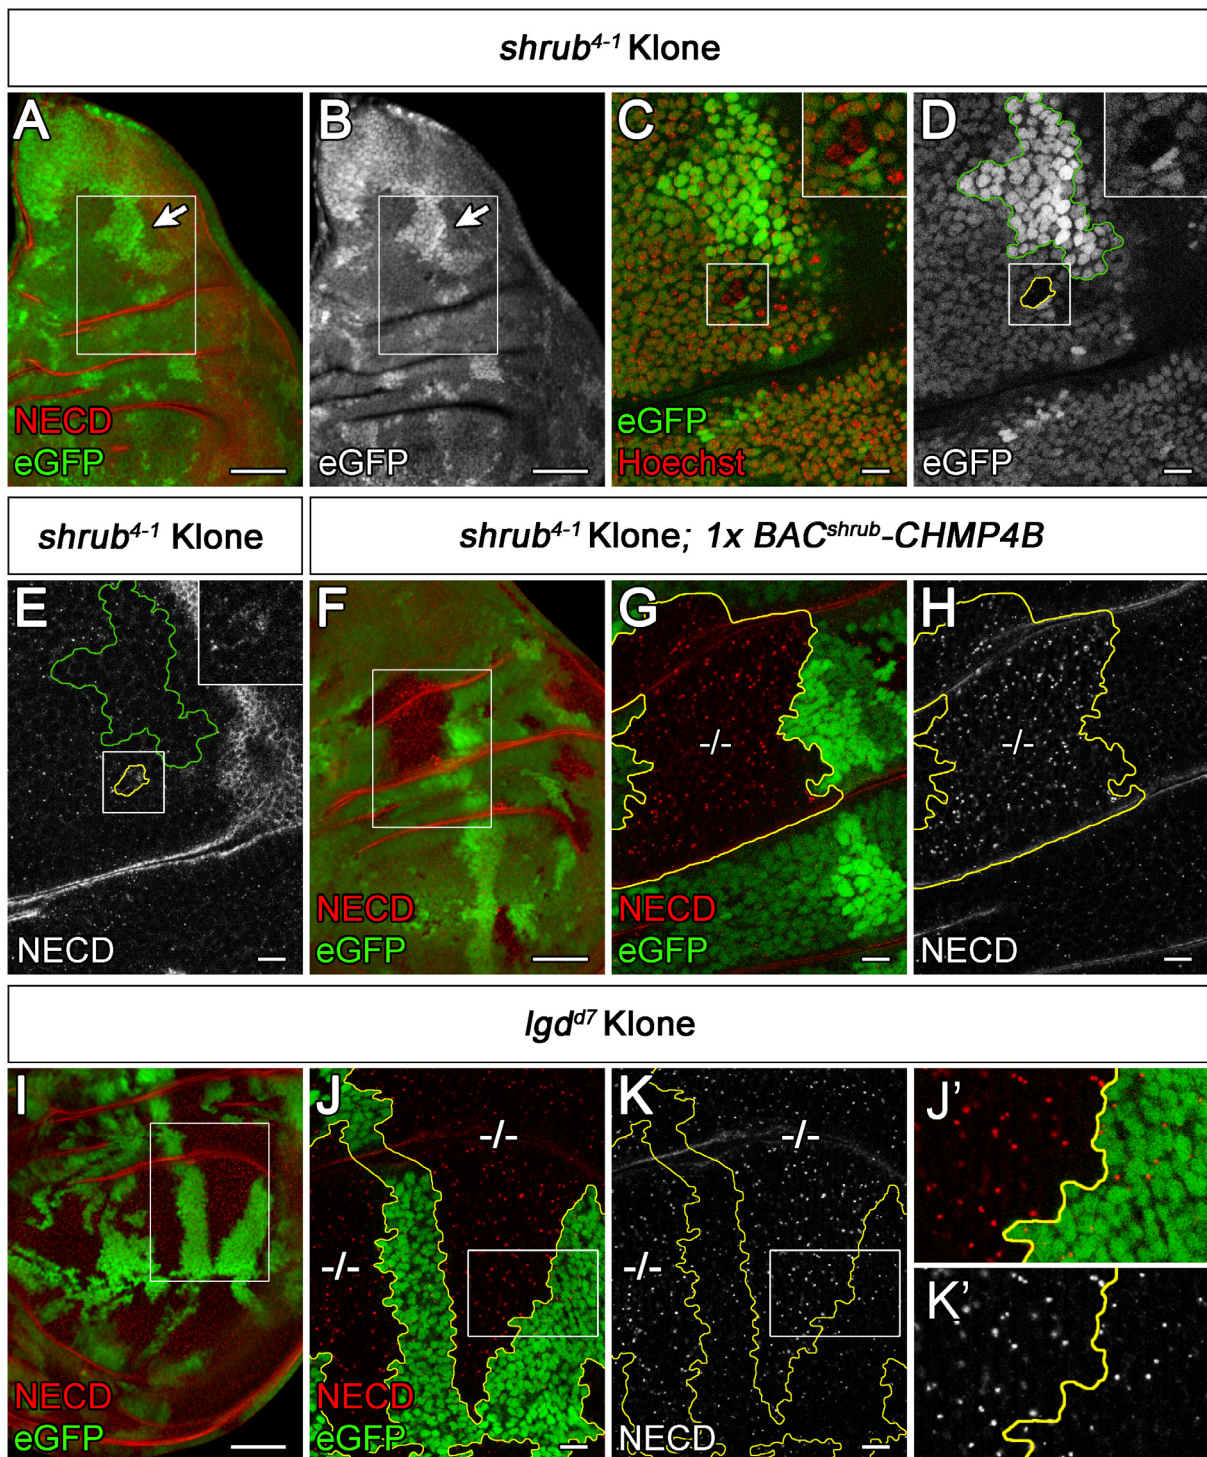 shrub⁴⁻¹ Klone
A
B
C
D
NECD
eGFP
eGFP
eGFP
Hoechst
eGFP
shrub⁴⁻¹ Klone
shrub⁴⁻¹ Klone; 1x BACˢʰʳᵘᵇ-CHMP4B
E
F
G
H
-/-
-/-
NECD
NECD
eGFP
NECD
eGFP
NECD
lgdᵈ⁷ Klone
I
J
K
J’
-/-
-/-
-/-
-/-
K’
NECD
eGFP
NECD
eGFP
NECD